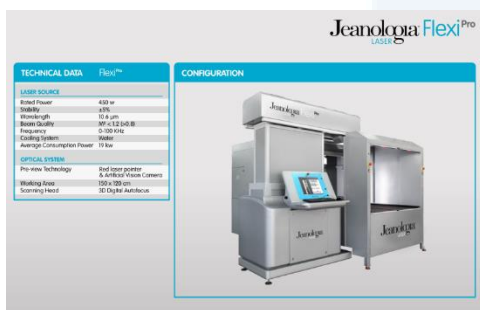 Jeanologia Flexi Pro
LASER
TECHNICAL DATA Flexi Pro
CONFIGURATION
LASER SOURCE
Rated Power 450 w
Stability ±5%
Wavelength 10.6 µm
Beam Quality
Frequency 0-100 KHz
Cooling System Water
Average Consumption Power 19 kw
OPTICAL SYSTEM
Pre-view Technology Red laser pointer
& Artificial Vision Camera
Working Area 150 x 120 cm
Scanning Head 3D Digital Autofocus
Jeanologia
Jeanologia
Jeanologia